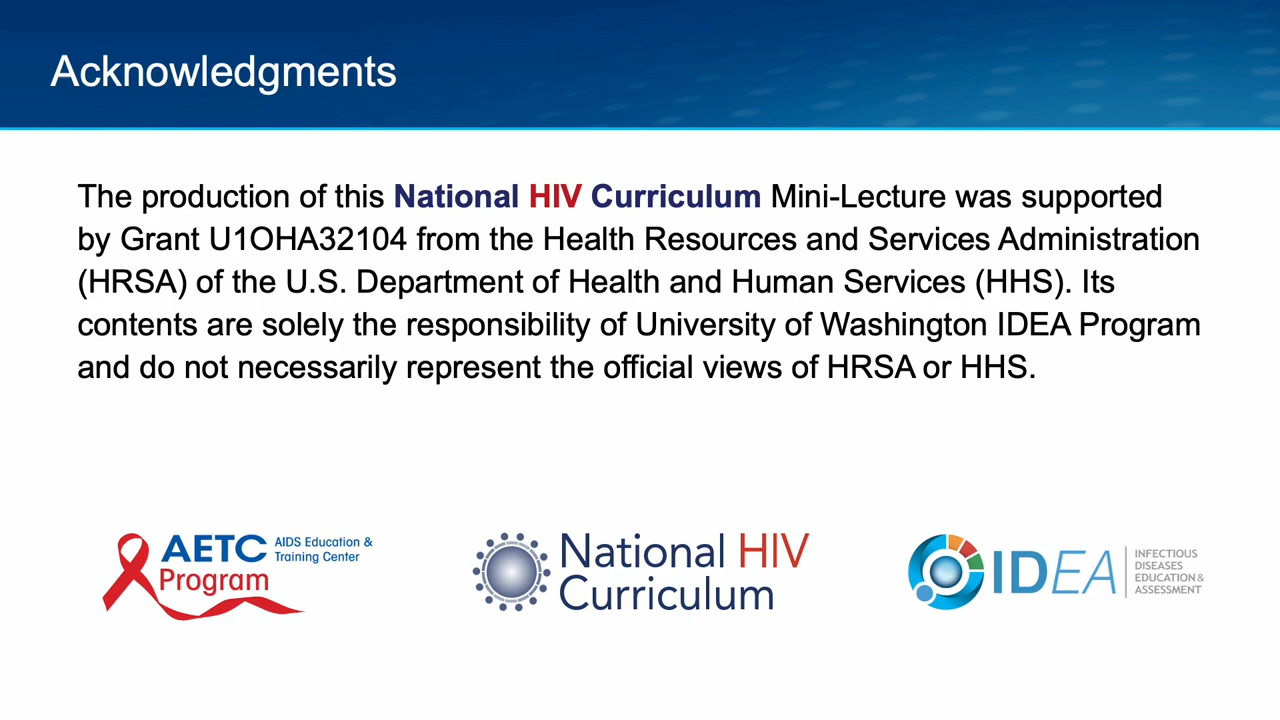 Acknowledgments
The production of this National HIV Curriculum Mini-Lecture was supported
by Grant U1OHA32104 from the Health Resources and Services Administration
(HRSA) of the U.S. Department of Health and Human Services (HHS). Its
contents are solely the responsibility of University of Washington IDEA Program
and do not necessarily represent the official views of HRSA or HHS.
AETC AIDS Education &
Training Center
Program
National HIV
Curriculum
IDEA
INFECTIOUS
DISEASES
EDUCATION &
ASSESSMENT